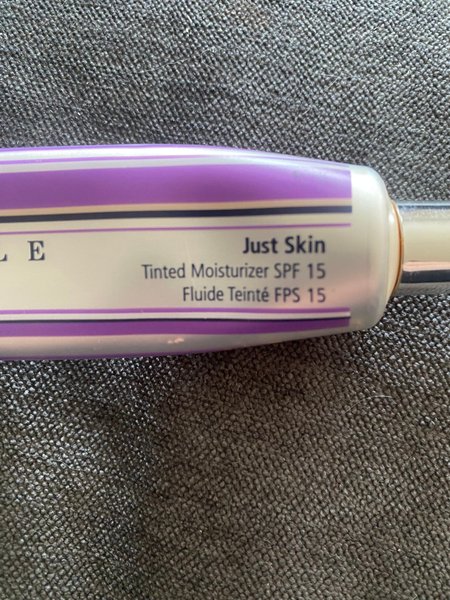 L E
Just Skin
Tinted Moisturizer SPF 15
Fluide Teinté FPS 15